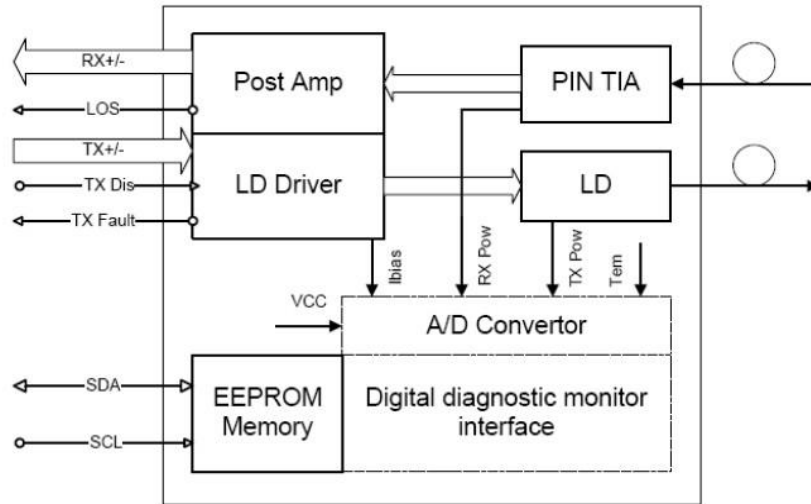 RX+/-
Post Amp
PIN TIA
LOS
TX+/-
TX Dis
LD Driver
LD
TX Fault
Ibias
RX Pow
TX Pow
Tem
VCC
A/D Convertor
SDA
EEPROM
Memory
Digital diagnostic monitor
interface
SCL